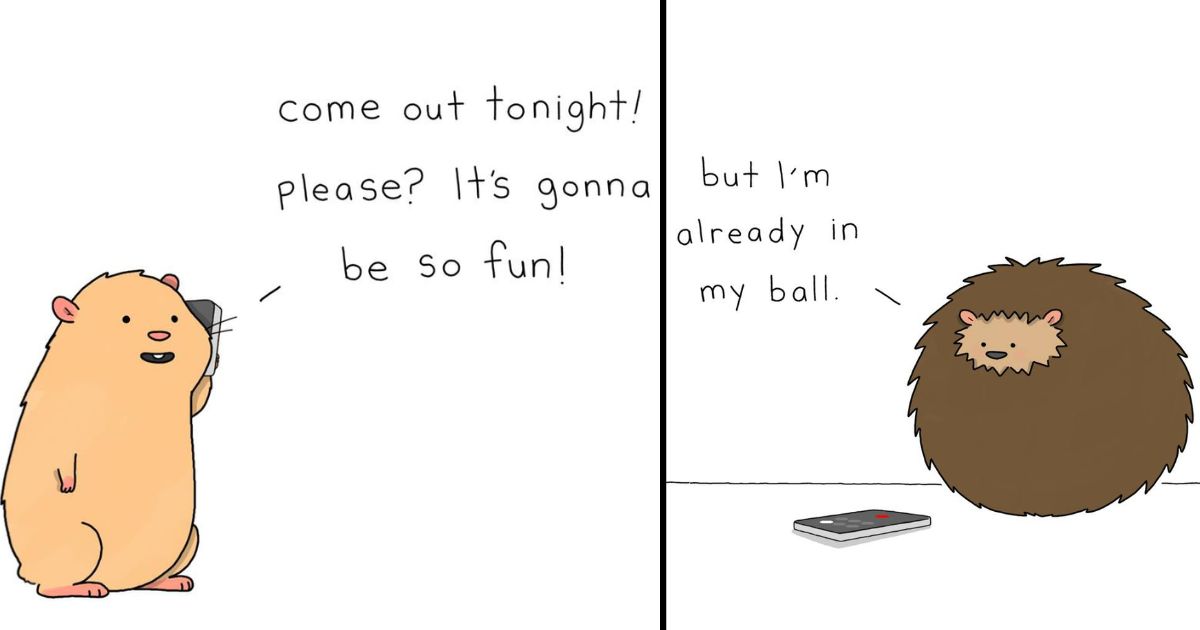 come out tonight!
please? It's gonna
be so fun!
but I'm
already in
my ball.